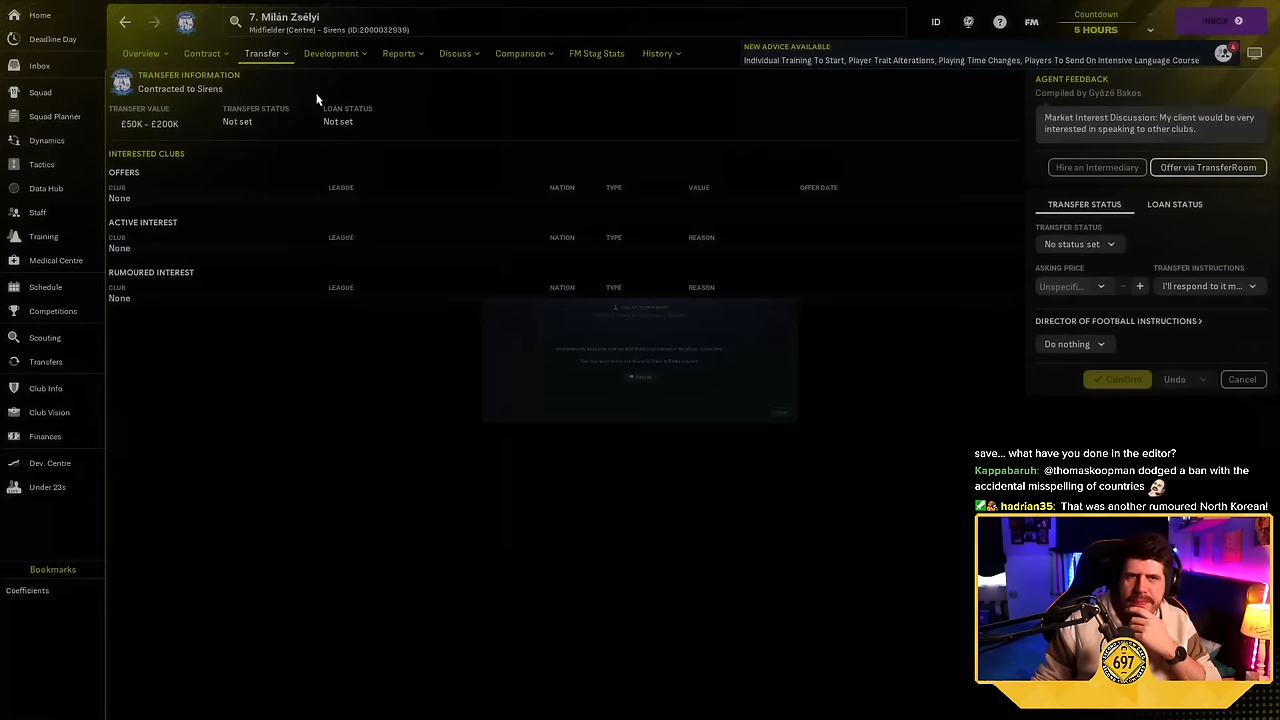 Home
Deadline Day
Inbox
Squad
Squad Planner
Dynamics
Tactics
Data Hub
Staff
Training
Medical Centre
Schedule
Competitions
Scouting
Transfers
Club Info
Club Vision
Finances
Dev. Centre
Under 23s
Bookmarks
Coefficients
7. Milán Zsélyi
Midfielder (Centre) - Sirens (ID:2000032939)
ID
FM
Countdown
5 HOURS
INBOX
Overview
Contract
Transfer
Development
Reports
Discuss
Comparison
FM Stag Stats
History
NEW ADVICE AVAILABLE
Individual Training To Start, Player Trait Alterations, Playing Time Changes, Players To Send On Intensive Language Course
4
TRANSFER INFORMATION
Contracted to Sirens
TRANSFER VALUE TRANSFER STATUS LOAN STATUS
£50K - £200K Not set Not set
INTERESTED CLUBS
OFFERS
CLUB LEAGUE NATION TYPE VALUE OFFER DATE
None
ACTIVE INTEREST
CLUB LEAGUE NATION TYPE REASON
None
RUMOURED INTEREST
CLUB LEAGUE NATION TYPE REASON
None
AGENT FEEDBACK
Compiled by Győző Bakos
Market Interest Discussion: My client would be very
interested in speaking to other clubs.
Hire an Intermediary Offer via TransferRoom
TRANSFER STATUS LOAN STATUS
TRANSFER STATUS
No status set
ASKING PRICE TRANSFER INSTRUCTIONS
Unspecifi... − + I'll respond to it m...
DIRECTOR OF FOOTBALL INSTRUCTIONS >
Do nothing
Confirm Undo Cancel
save... what have you done in the editor?
Kappabaruh: @thomaskoopman dodged a ban with the
accidental misspelling of countries
hadrian35: That was another rumoured North Korean!
697